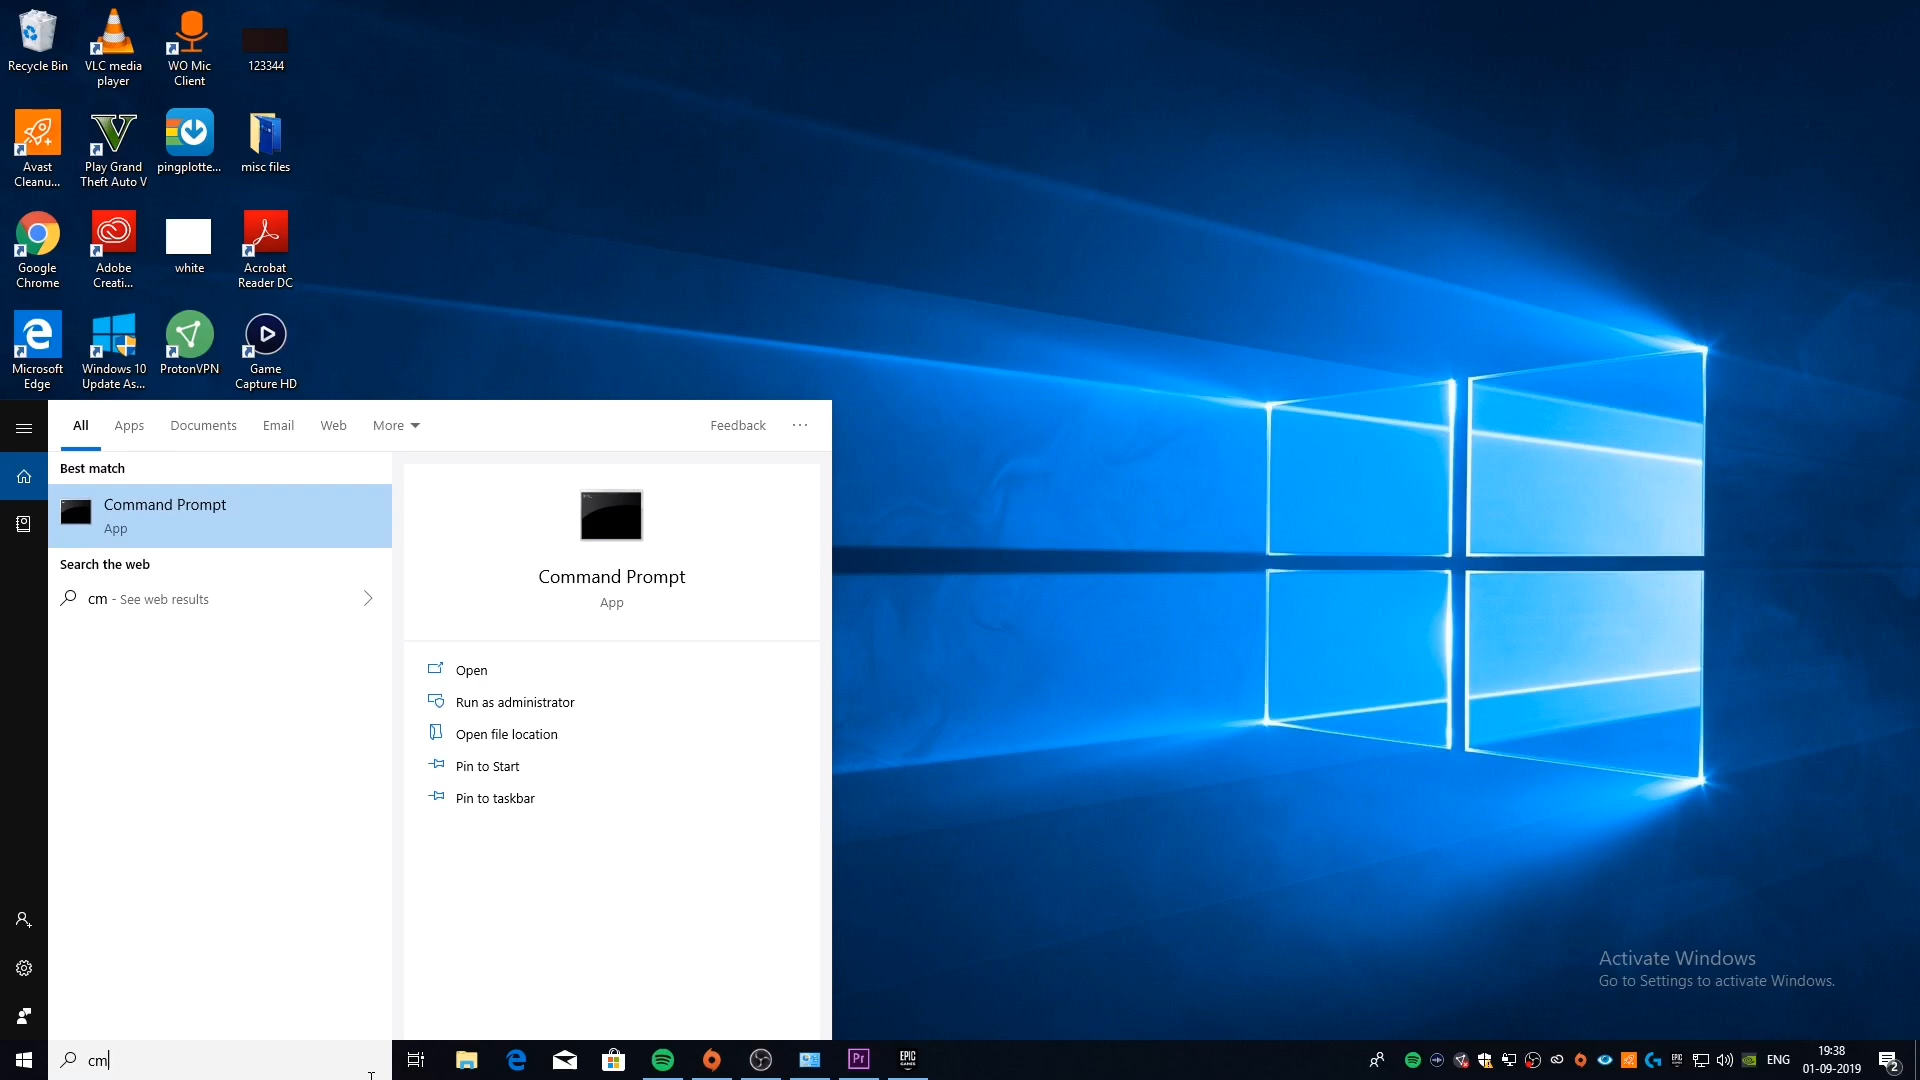 Recycle Bin
VLC media
player
WO Mic
Client
123344
Avast
Cleanu...
Play Grand
Theft Auto V
pingplotte...
misc files
Google
Chrome
Adobe
Creati...
white
Acrobat
Reader DC
Microsoft
Edge
Windows 10
Update As...
ProtonVPN
Game
Capture HD
All
Apps
Documents
Email
Web
More
Feedback
Best match
Command Prompt
App
Search the web
cm - See web results
Command Prompt
App
Open
Run as administrator
Open file location
Pin to Start
Pin to taskbar
Activate Windows
Go to Settings to activate Windows.
cm
Pr
EPIC
GAMES
ENG
19:38
01-09-2019
2